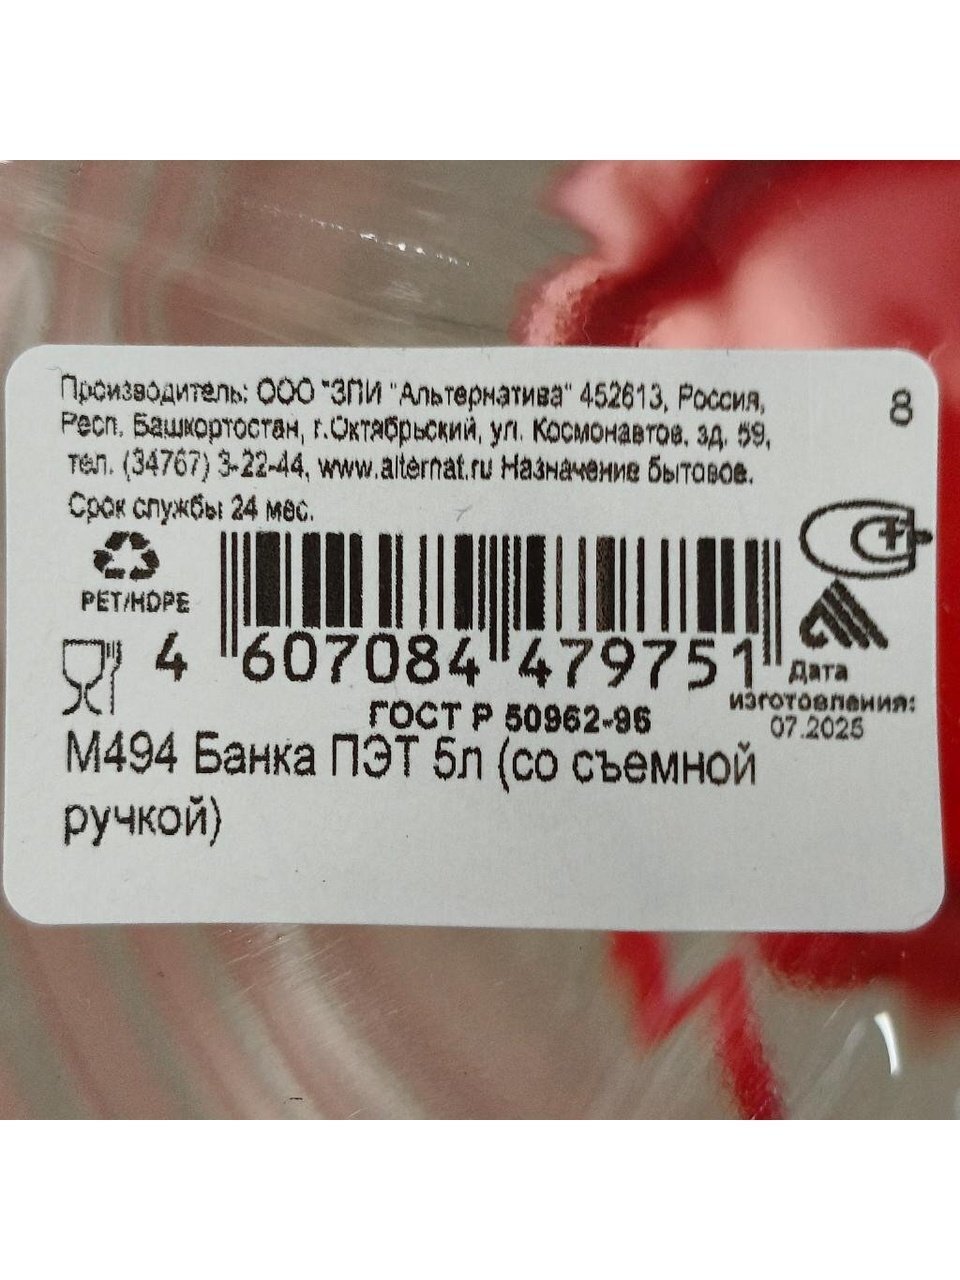 Производитель: ООО "ЗПИ "Альтернатива" 452613, Россия,
Респ. Башкортостан, г.Октябрьский, ул. Космонавтов, зд. 59,
тел. (34767) 3-22-44, www.alternat.ru Назначение бытовое.
Срок службы 24 мес.
8
PET/HDPE
4 607084 479751
Дата
изготовления:
07.2025
ГОСТ Р 50962-96
М494 Банка ПЭТ 5л (со съемной
ручкой)